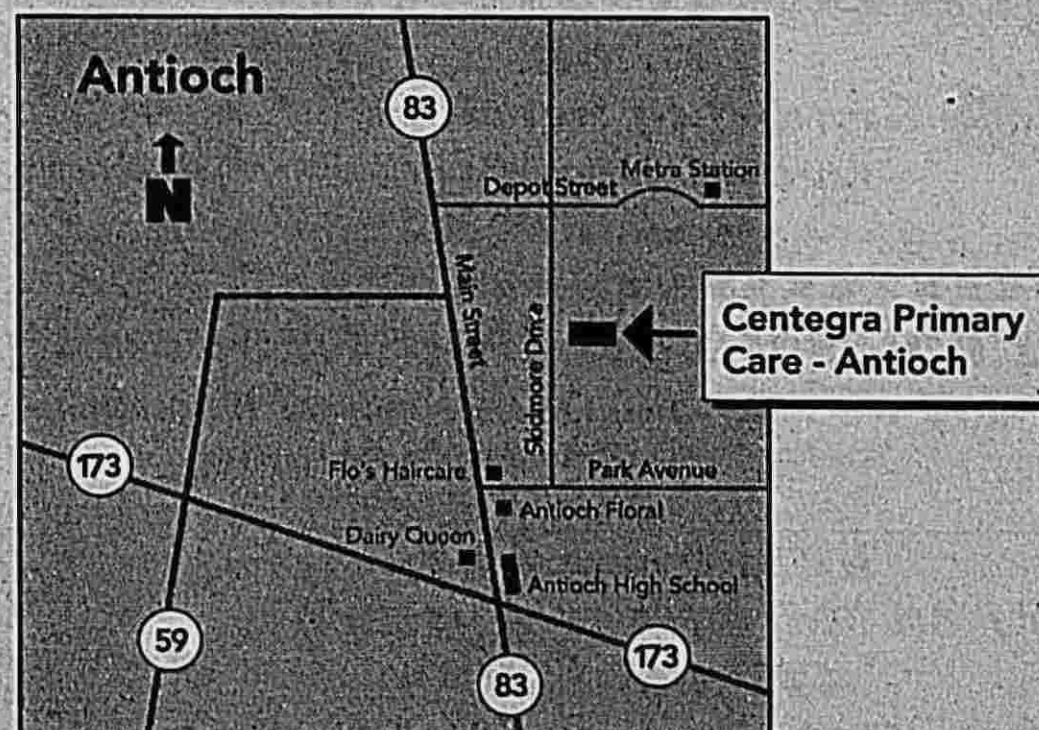 Antioch
83
N
Metra Station
Depot Street
Main Street
Skidmore Drive
Centegra Primary
Care - Antioch
173
Flo's Haircare
Park Avenue
Antioch Floral
Dairy Queen
Antioch High School
59
173
83